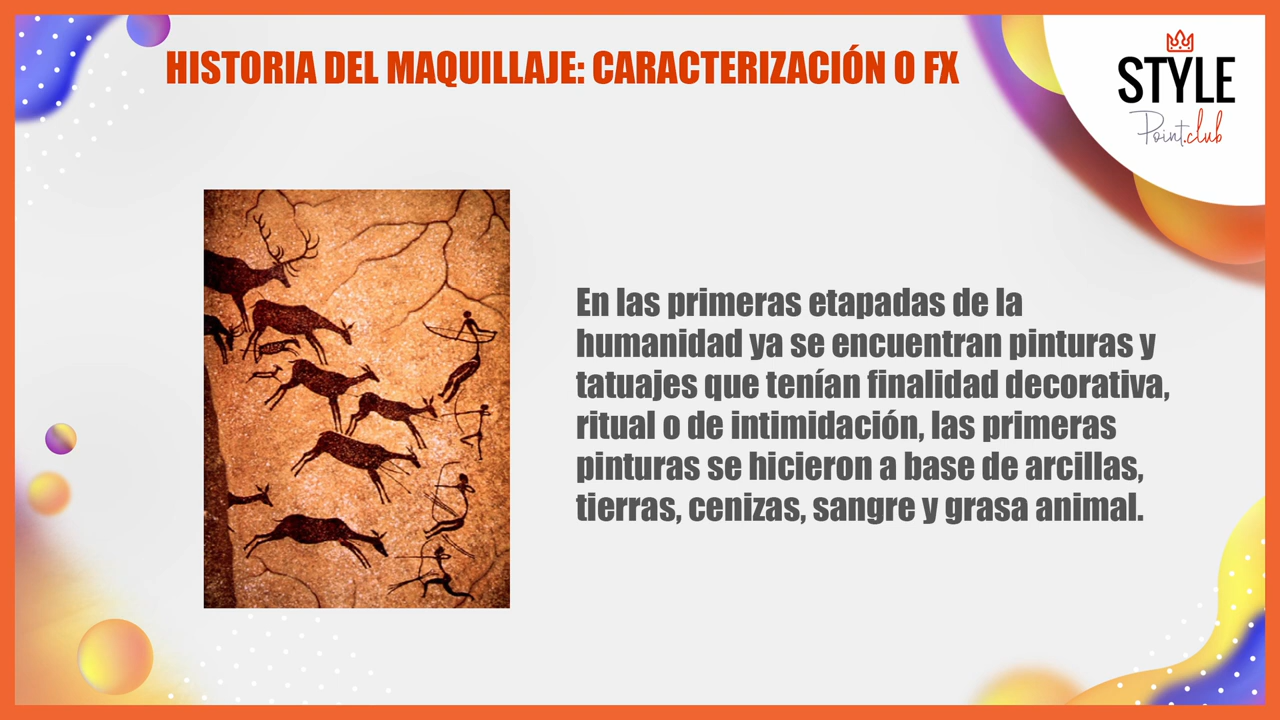 HISTORIA DEL MAQUILLAJE: CARACTERIZACIÓN O FX
STYLE
Point.club
En las primeras etapadas de la
humanidad ya se encuentran pinturas y
tatuajes que tenían finalidad decorativa,
ritual o de intimidación, las primeras
pinturas se hicieron a base de arcillas,
tierras, cenizas, sangre y grasa animal.